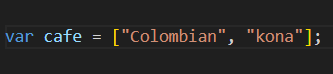 var cafe = ["Colombian", "kona"];